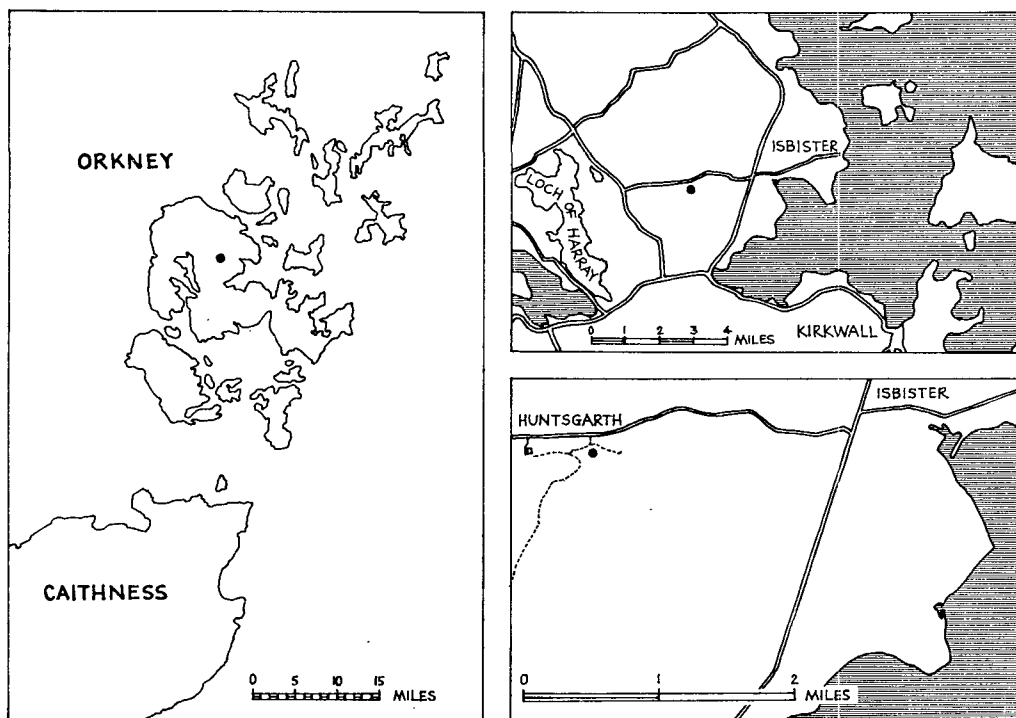 ORKNEY
CAITHNESS
0 5 10 15
MILES
ISBISTER
LOCH OF HARRAY
0 1 2 3 4
MILES
KIRKWALL
ISBISTER
HUNTSGARTH
0 1 2
MILES